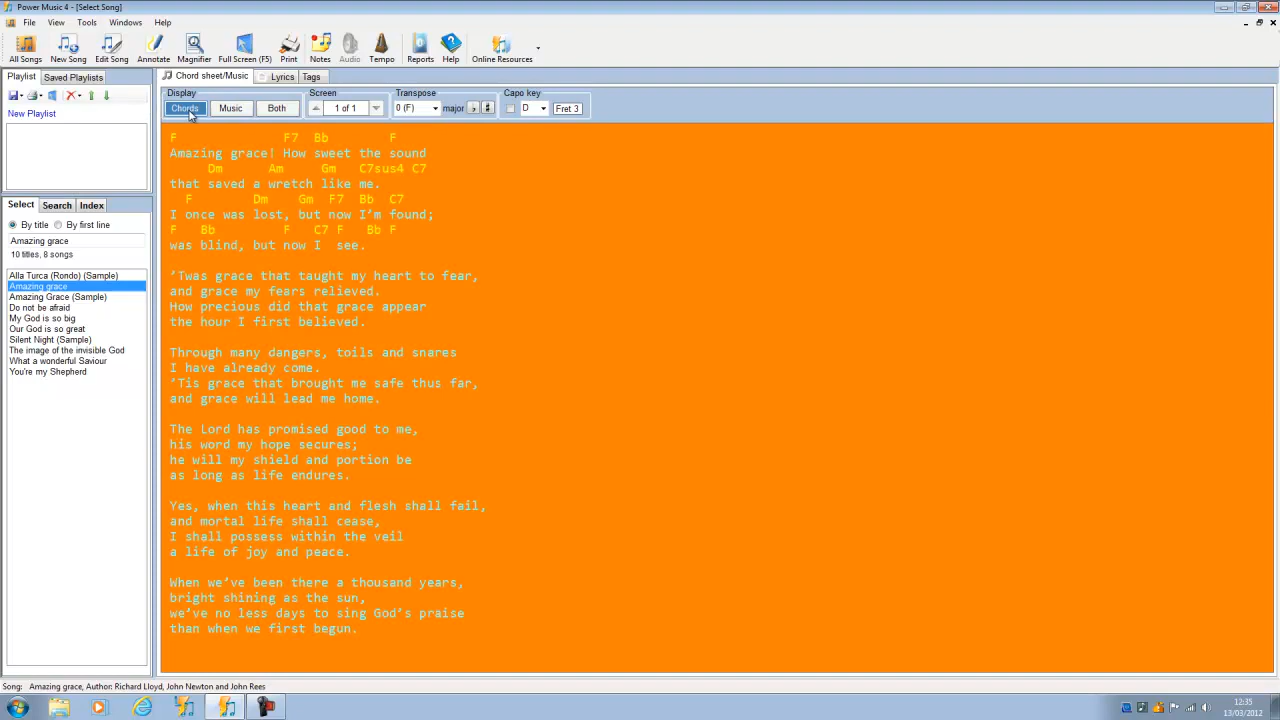 Power Music 4 - [Select Song]
File View Tools Windows Help
All Songs New Song Edit Song Annotate Magnifier Full Screen (F5) Print Notes Audio Tempo Reports Help Online Resources
Playlist Saved Playlists
New Playlist
Select Search Index
By title By first line
Amazing grace
10 titles, 8 songs
Alla Turca (Rondo) (Sample)
Amazing grace
Amazing Grace (Sample)
Do not be afraid
My God is so big
Our God is so great
Silent Night (Sample)
The image of the invisible God
What a wonderful Saviour
You're my Shepherd
Chord sheet/Music Lyrics Tags
Display Screen Transpose Capo key
Chords Music Both 1 of 1 0 (F) major ♭ ♯ D Fret 3
F F7 Bb F
Amazing grace! How sweet the sound
Dm Am Gm C7sus4 C7
that saved a wretch like me.
F Dm Gm F7 Bb C7
I once was lost, but now I'm found;
F Bb F C7 F Bb F
was blind, but now I see.
'Twas grace that taught my heart to fear,
and grace my fears relieved.
How precious did that grace appear
the hour I first believed.
Through many dangers, toils and snares
I have already come.
'Tis grace that brought me safe thus far,
and grace will lead me home.
The Lord has promised good to me,
his word my hope secures;
he will my shield and portion be
as long as life endures.
Yes, when this heart and flesh shall fail,
and mortal life shall cease,
I shall possess within the veil
a life of joy and peace.
When we've been there a thousand years,
bright shining as the sun,
we've no less days to sing God's praise
than when we first begun.
Song: Amazing grace, Author: Richard Lloyd, John Newton and John Rees
12:35
13/03/2012